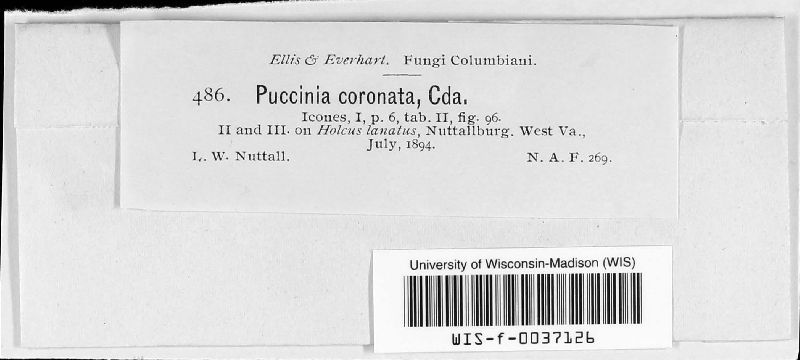 Ellis & Everhart. Fungi Columbiani.
486. Puccinia coronata, Cda.
Icones, I, p. 6, tab. II, fig. 96.
II and III. on Holcus lanatus, Nuttallburg. West Va.,
July, 1894.
L. W. Nuttall. N. A. F. 269.
University of Wisconsin-Madison (WIS)
WIS-f-0037126